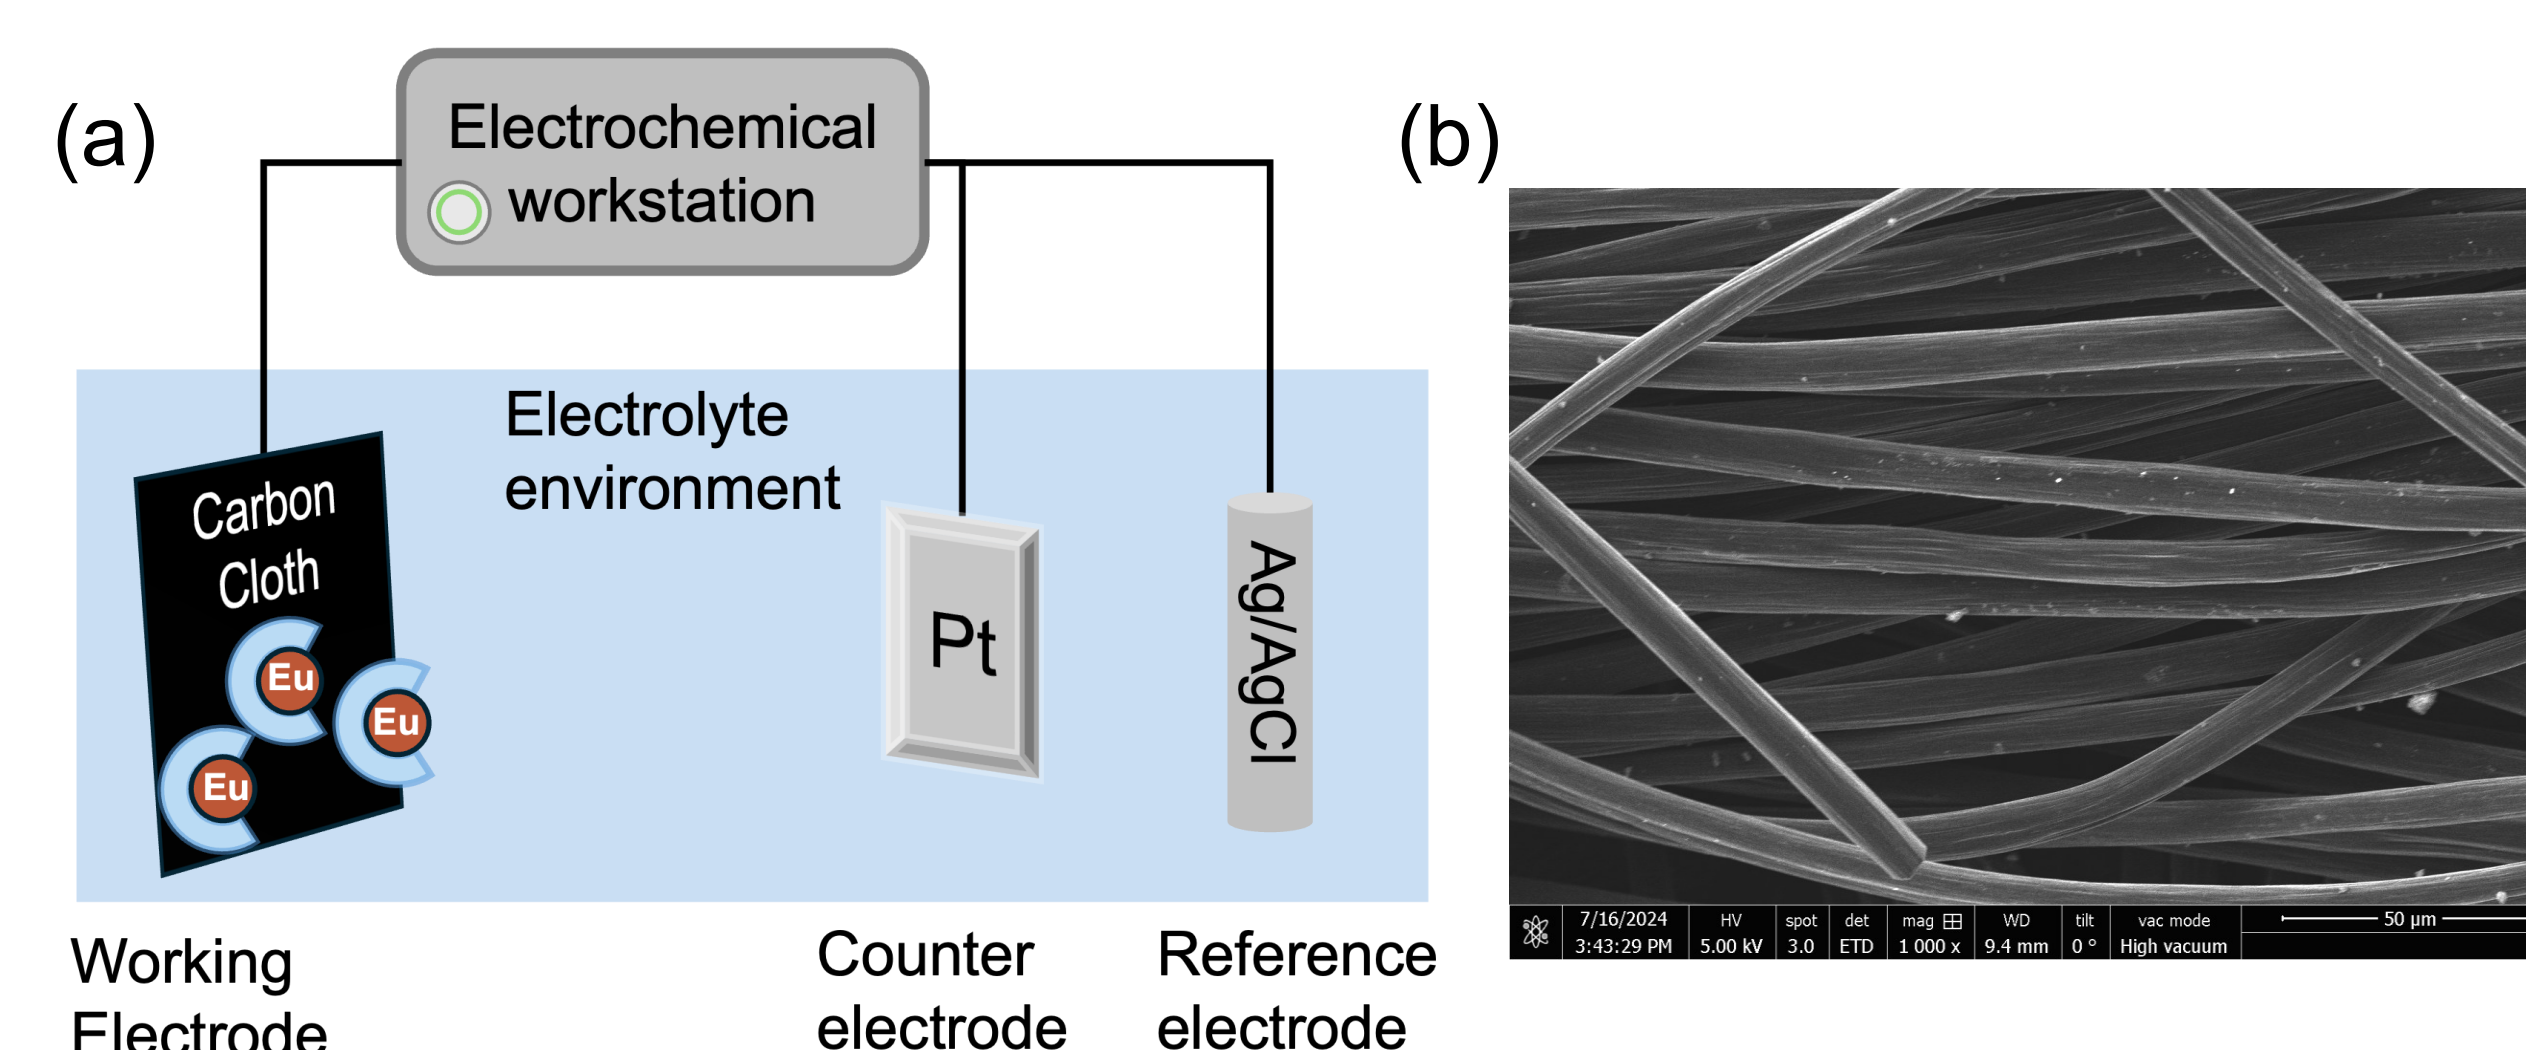 (a)
Electrochemical
workstation
Electrolyte
environment
Carbon
Cloth
Eu
Eu
Eu
Pt
Ag/AgCl
Working
Electrode
Counter
electrode
Reference
electrode
(b)
7/16/2024
3:43:29 PM
HV
5.00 kV
spot
3.0
det
ETD
mag
1 000 x
WD
9.4 mm
tilt
0 °
vac mode
High vacuum
50 µm